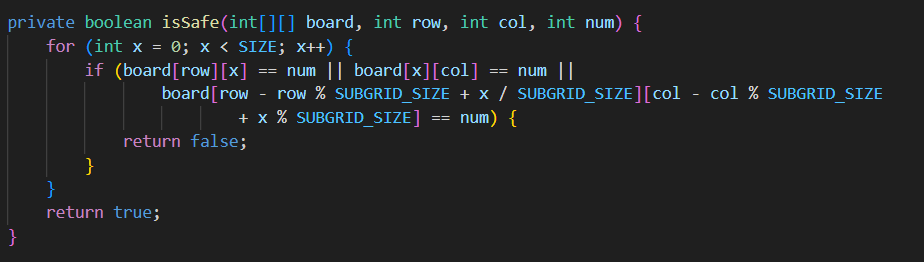 private boolean isSafe(int[][] board, int row, int col, int num) {
    for (int x = 0; x < SIZE; x++) {
        if (board[row][x] == num || board[x][col] == num ||
                board[row - row % SUBGRID_SIZE + x / SUBGRID_SIZE][col - col % SUBGRID_SIZE
                        + x % SUBGRID_SIZE] == num) {
            return false;
        }
    }
    return true;
}